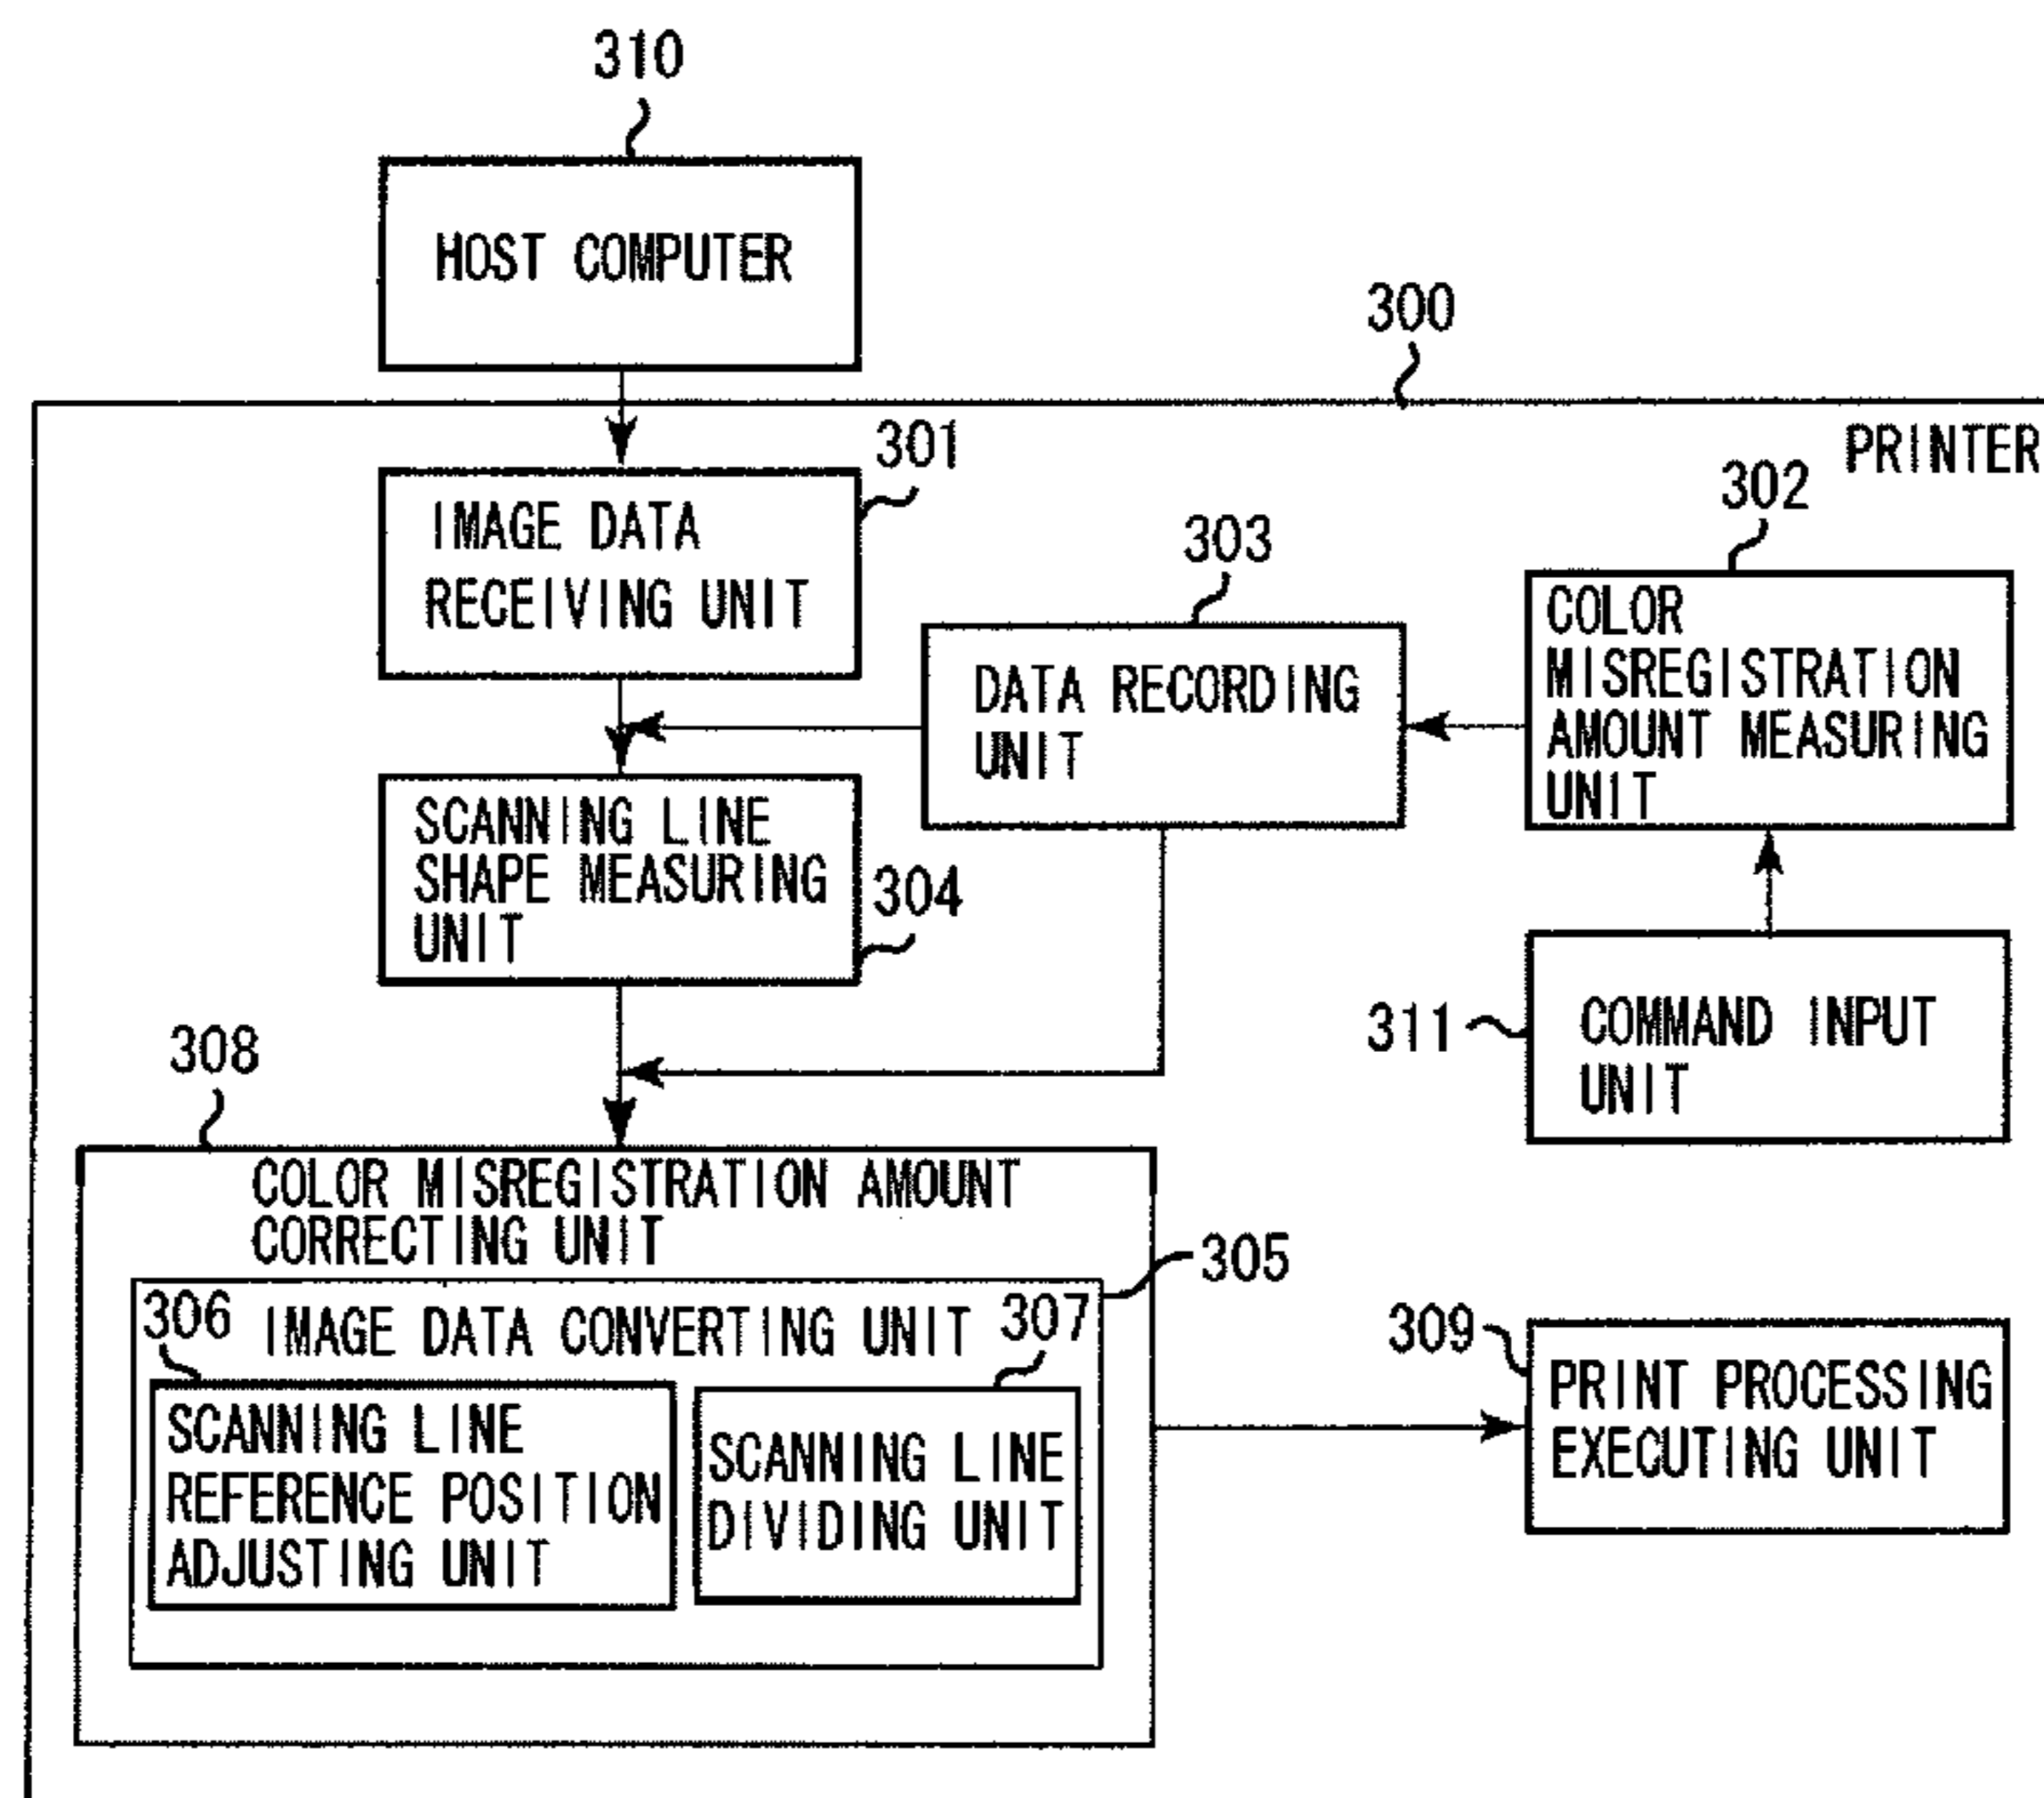 310
HOST COMPUTER
300
PRINTER
301
IMAGE DATA
RECEIVING UNIT
302
COLOR
MISREGISTRATION
AMOUNT MEASURING
UNIT
303
DATA RECORDING
UNIT
SCANNING LINE
SHAPE MEASURING
UNIT
304
311
COMMAND INPUT
UNIT
308
COLOR MISREGISTRATION AMOUNT
CORRECTING UNIT
305
306
IMAGE DATA CONVERTING UNIT
307
SCANNING LINE
REFERENCE POSITION
ADJUSTING UNIT
SCANNING LINE
DIVIDING UNIT
309
PRINT PROCESSING
EXECUTING UNIT